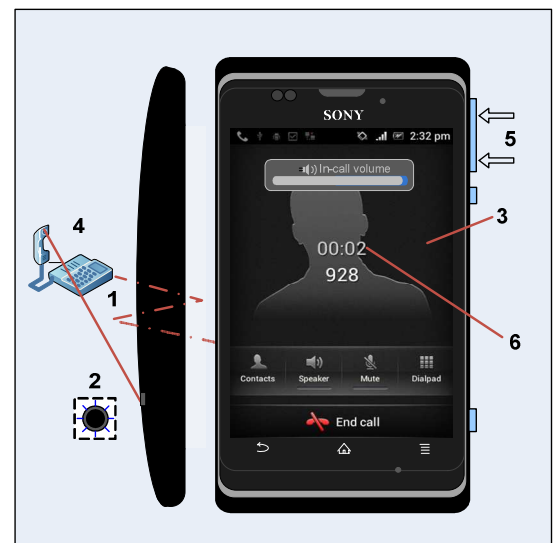 SONY
2:32 pm
In-call volume
5
3
4
00:02
928
1
6
Contacts Speaker Mute Dialpad
2
End call